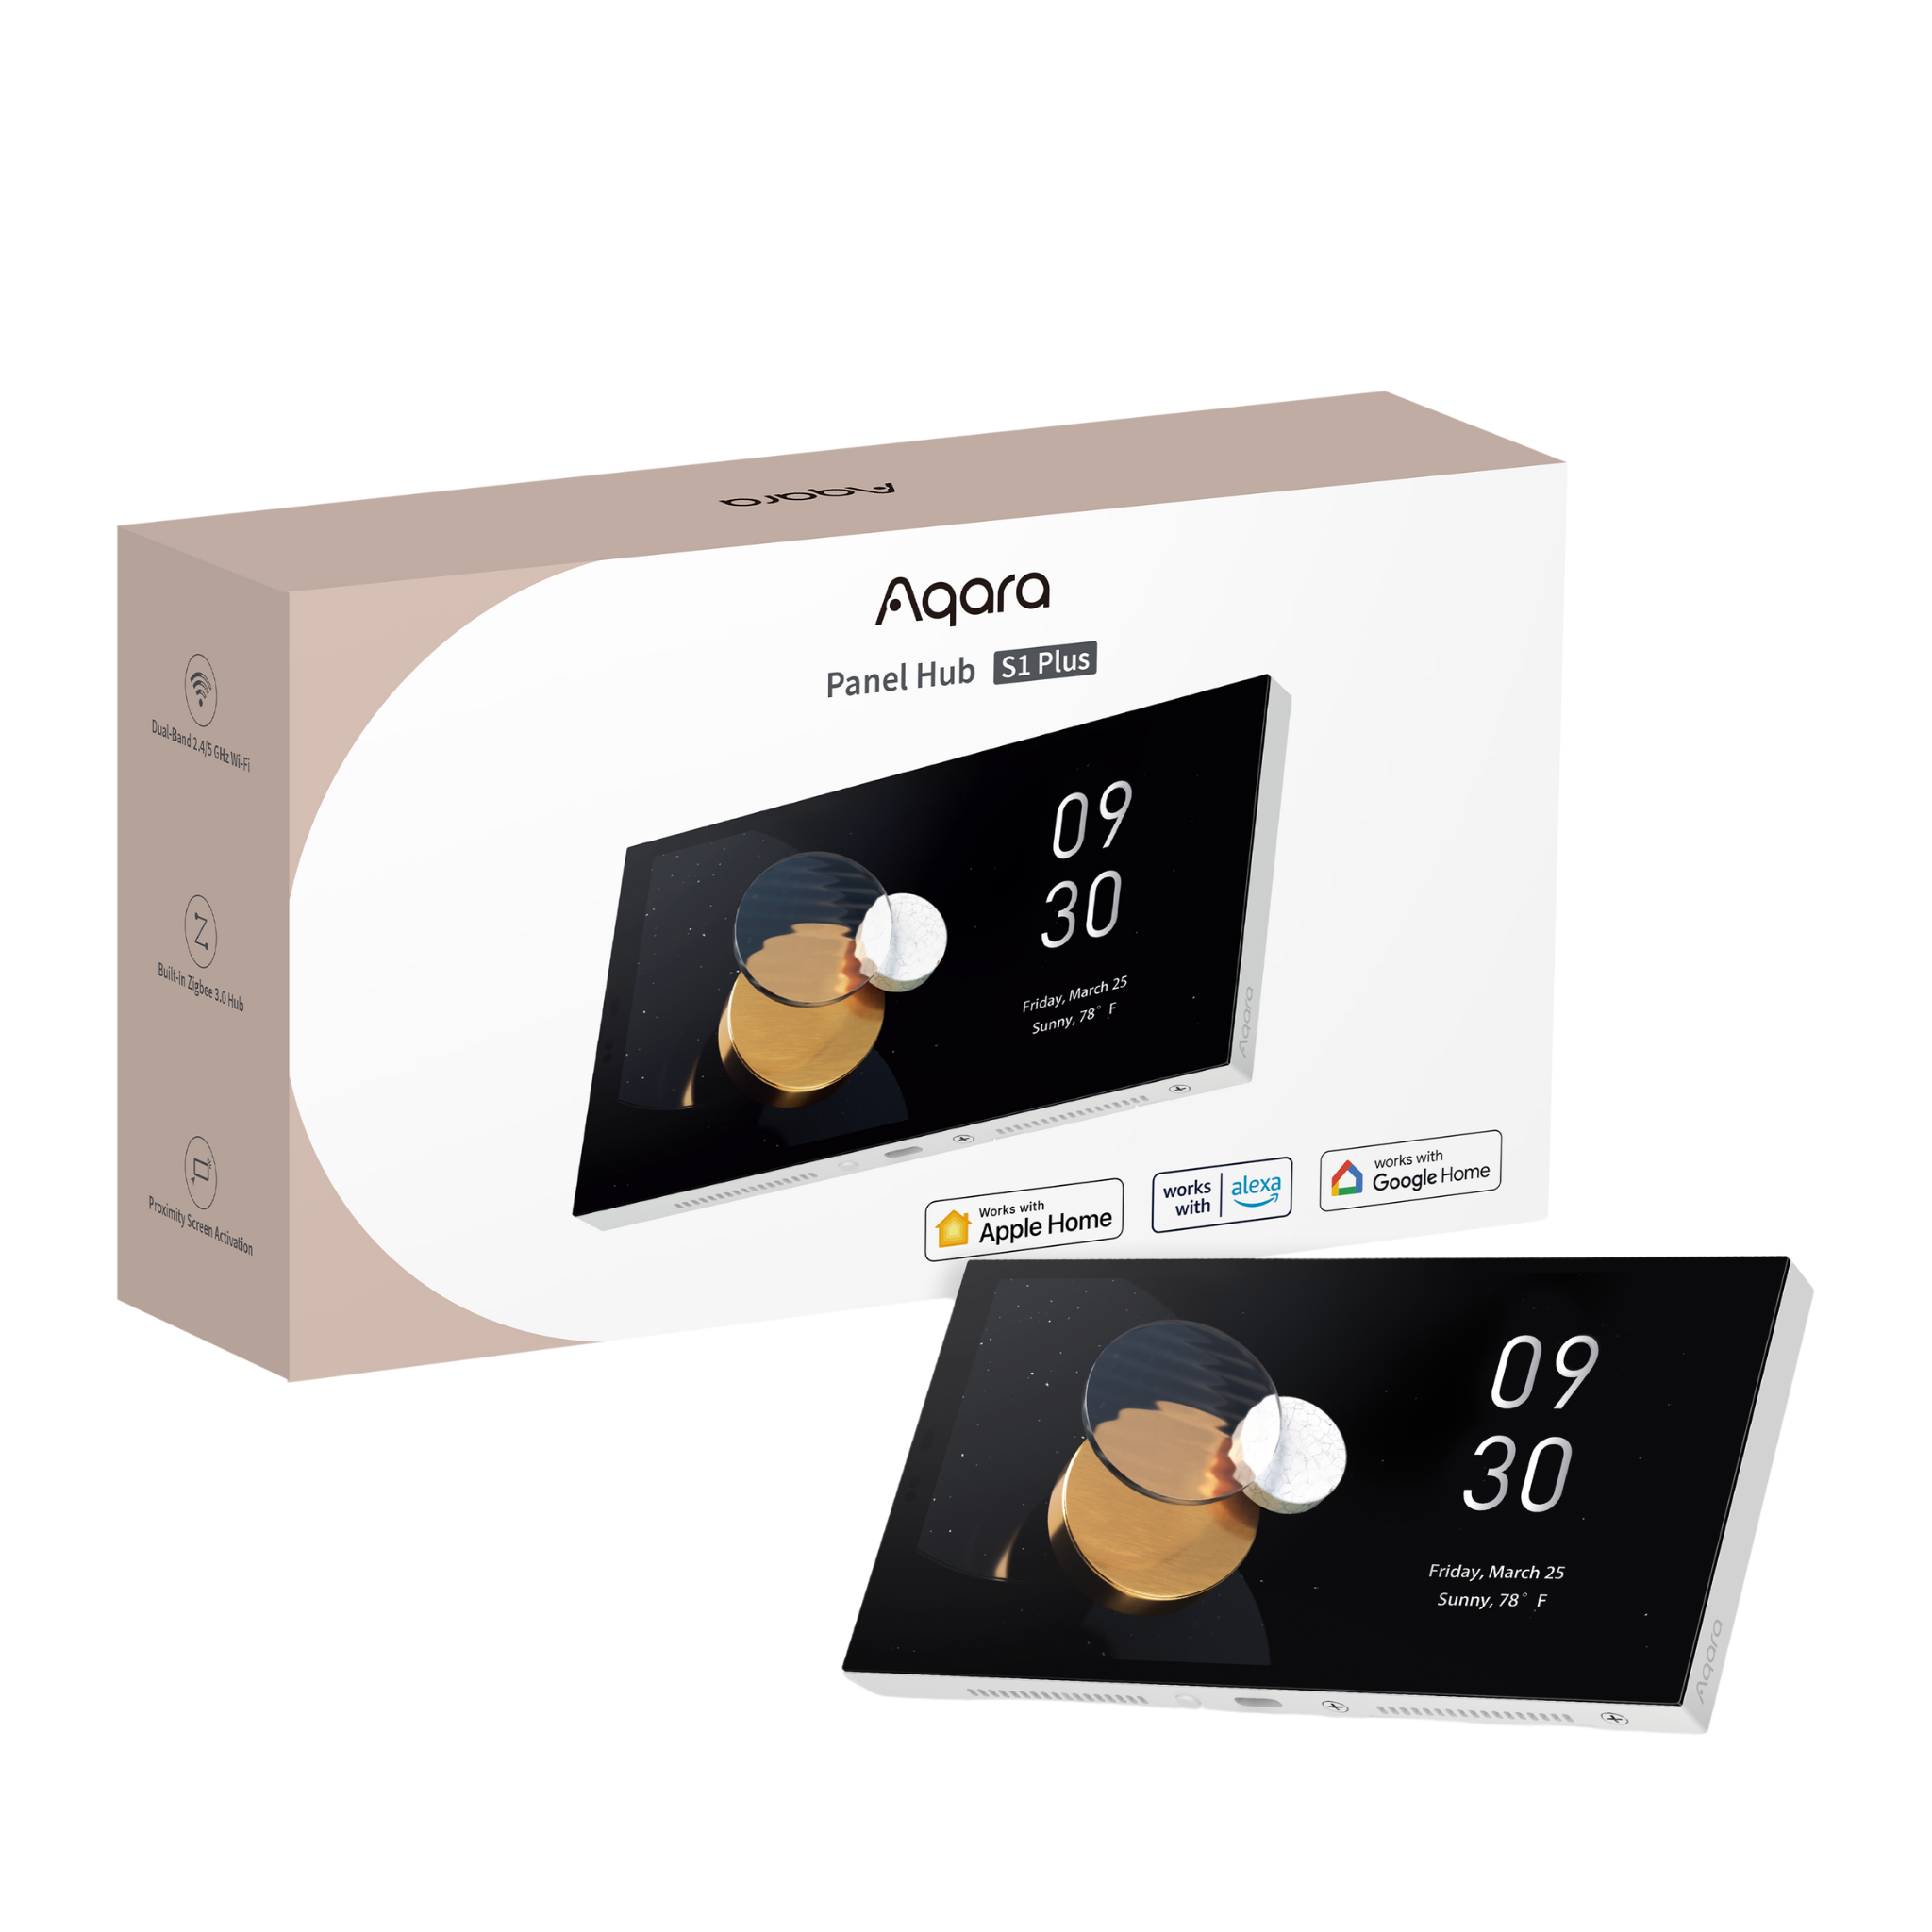 Aqara
Aqara
Panel Hub S1 Plus
09
30
Friday, March 25
Sunny, 78° F
Aqara
Works with
Apple Home
works
with
alexa
works with
Google Home
Dual-Band 2.4/5 GHz Wi-Fi
Built-in Zigbee 3.0 Hub
Proximity Screen Activation
09
30
Friday, March 25
Sunny, 78° F
Aqara